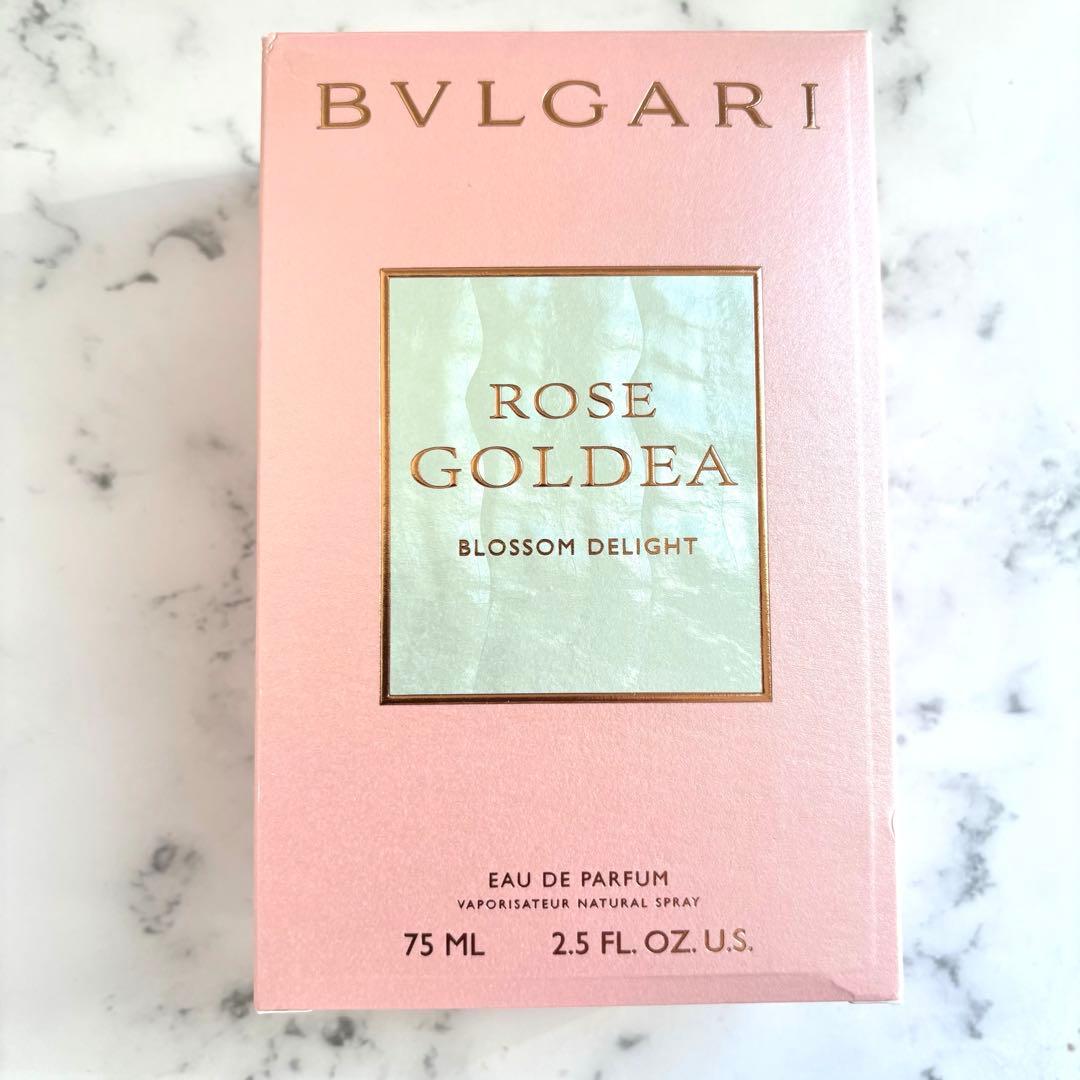 BVLGARI
ROSE
GOLDEA
BLOSSOM DELIGHT
EAU DE PARFUM
VAPORISATEUR NATURAL SPRAY
75 ML 2.5 FL. OZ. U.S.